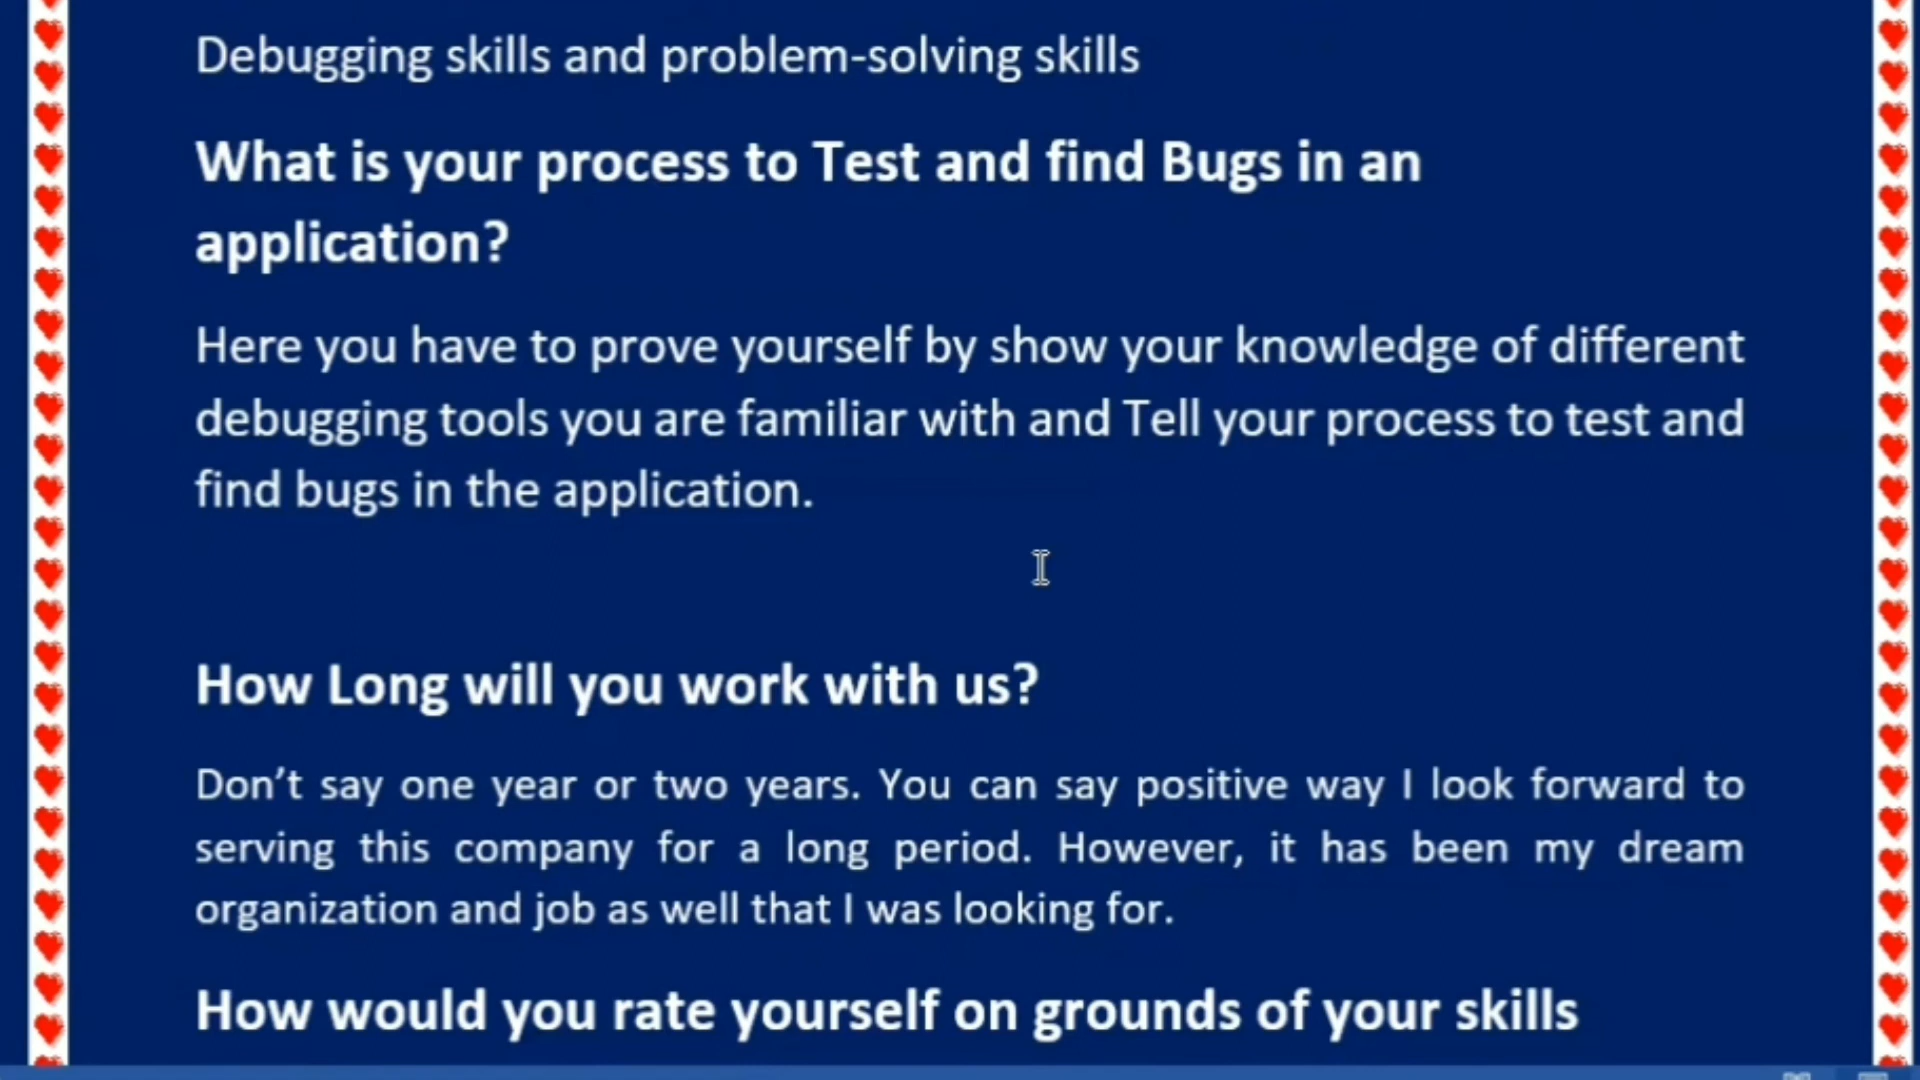 Debugging skills and problem-solving skills
What is your process to Test and find Bugs in an
application?
Here you have to prove yourself by show your knowledge of different
debugging tools you are familiar with and Tell your process to test and
find bugs in the application.
How Long will you work with us?
Don’t say one year or two years. You can say positive way I look forward to
serving this company for a long period. However, it has been my dream
organization and job as well that I was looking for.
How would you rate yourself on grounds of your skills